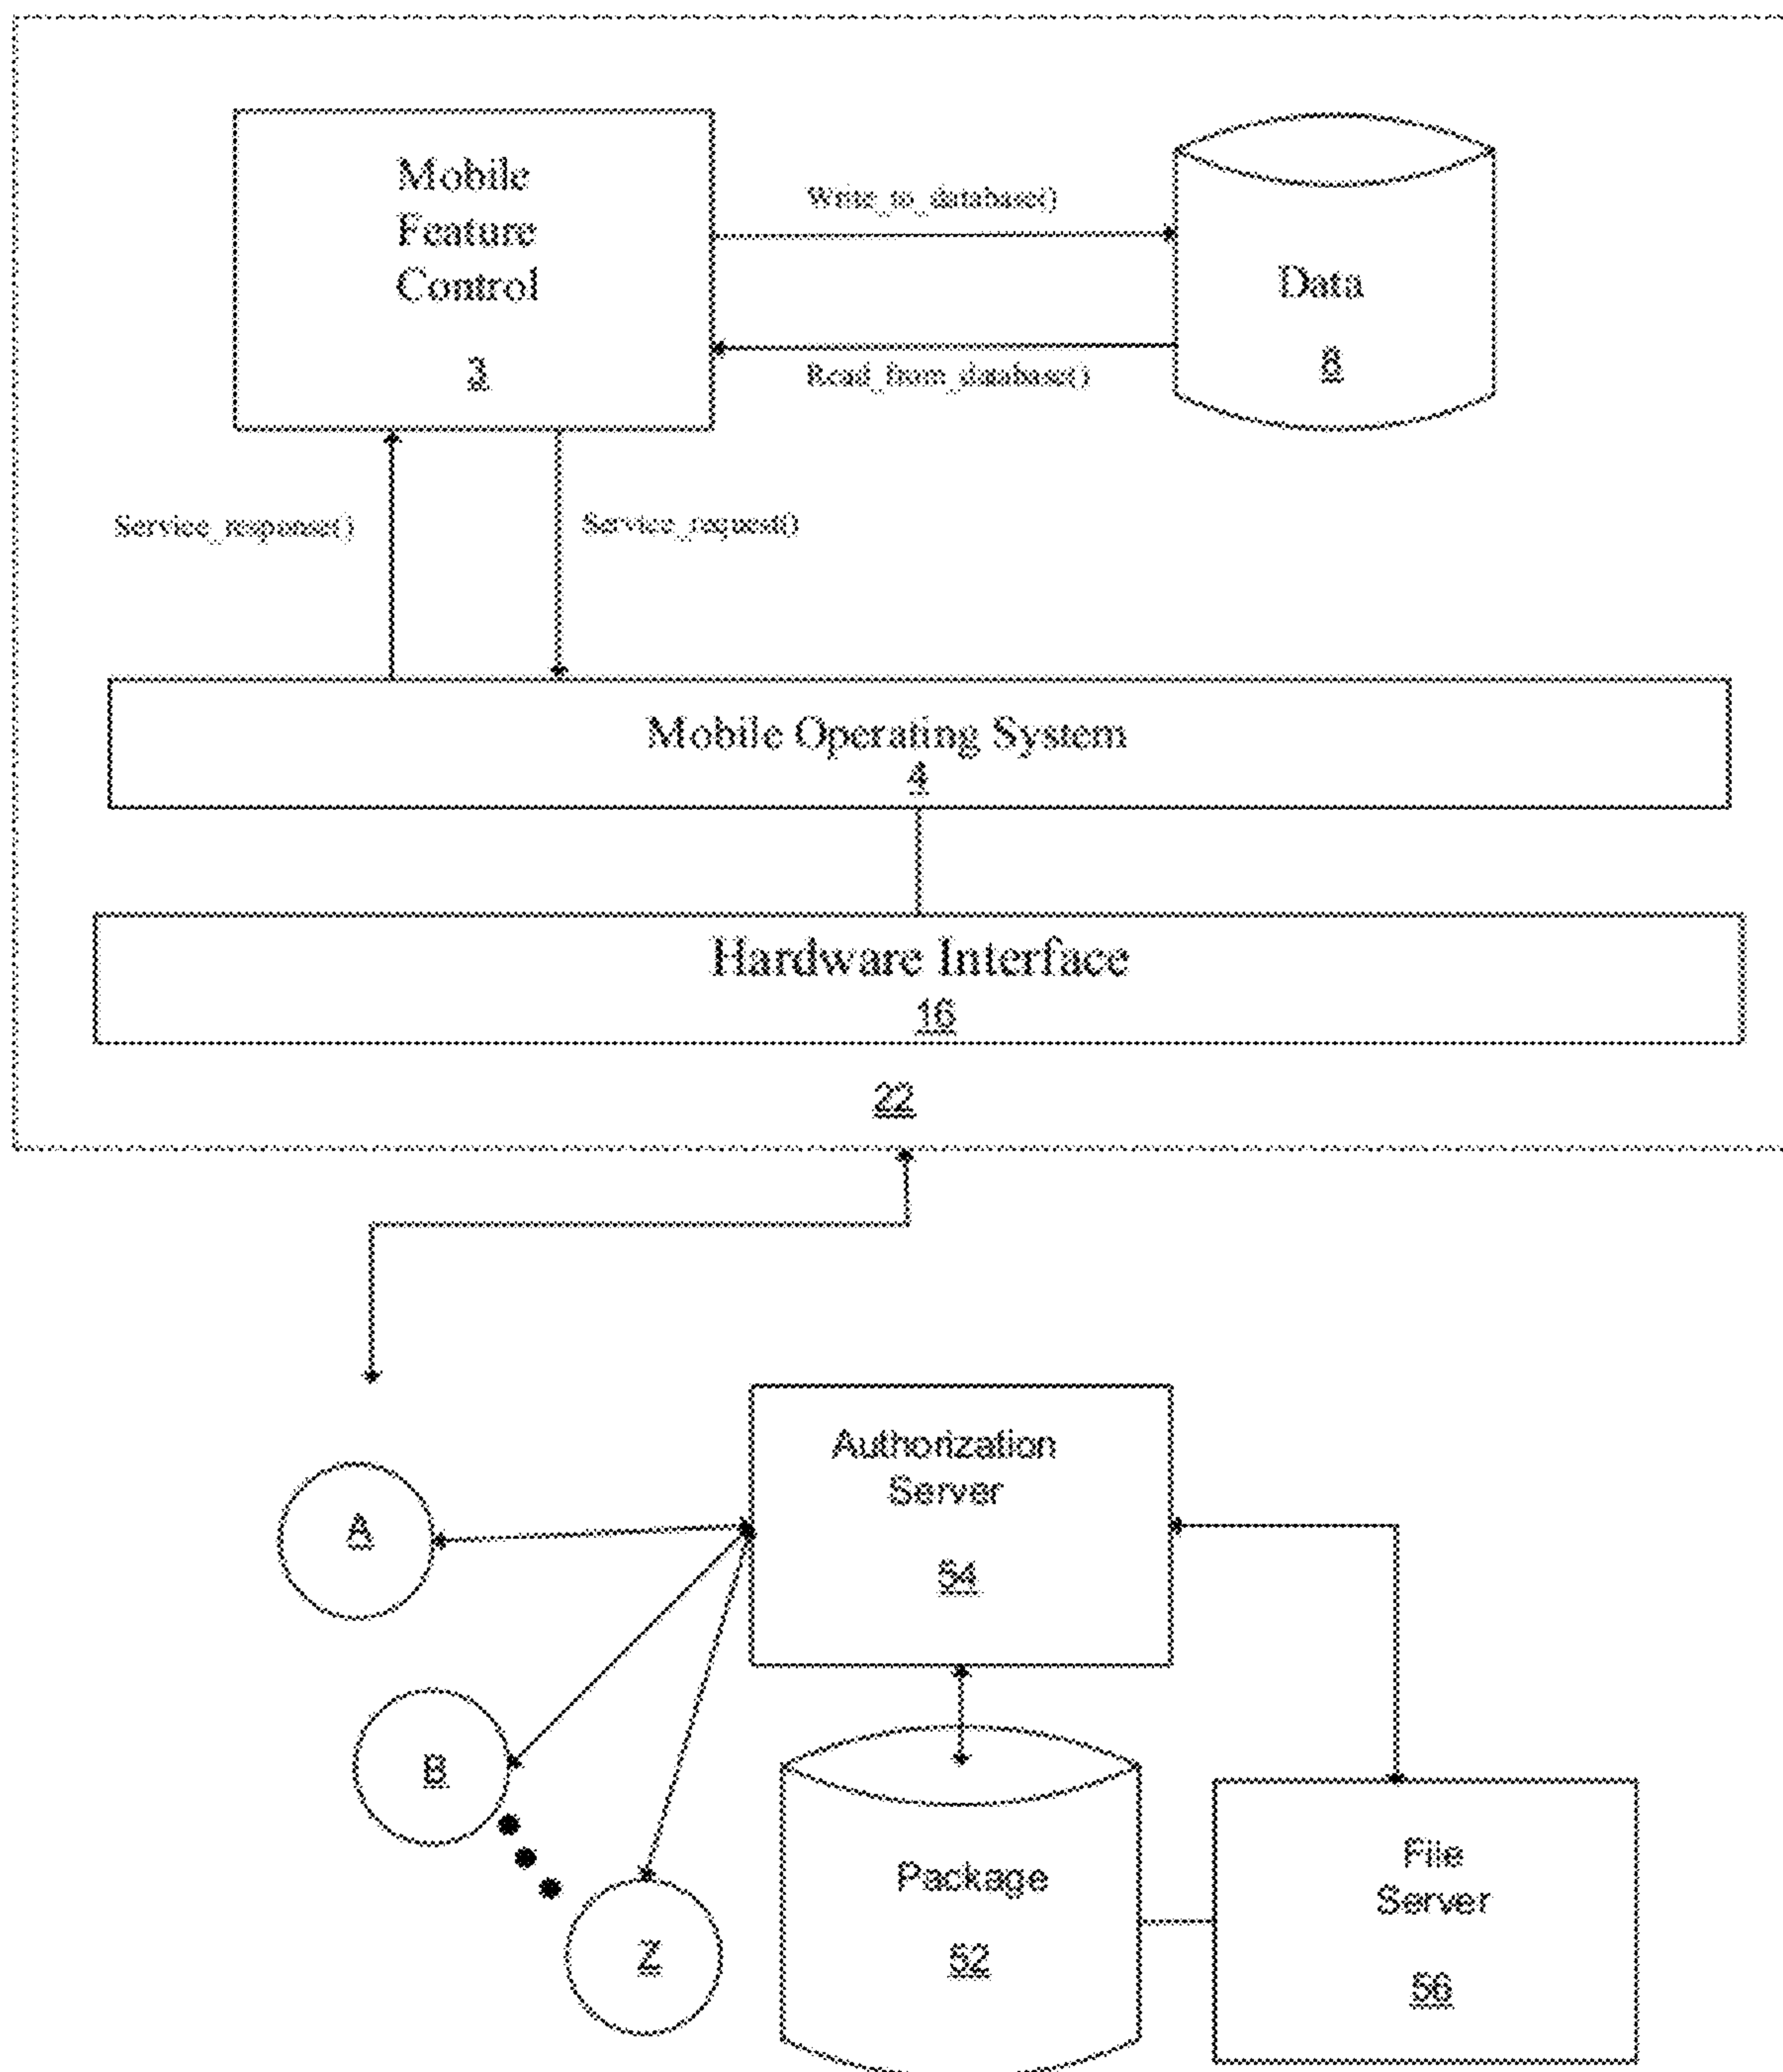 Mobile
Feature
Control
3
Write_to_database()
Data
8
Read_from_database()
Service_response()
Service_request()
Mobile Operating System
4
Hardware Interface
16
22
Authorization
Server
54
A
B
Z
Package
52
File
Server
56